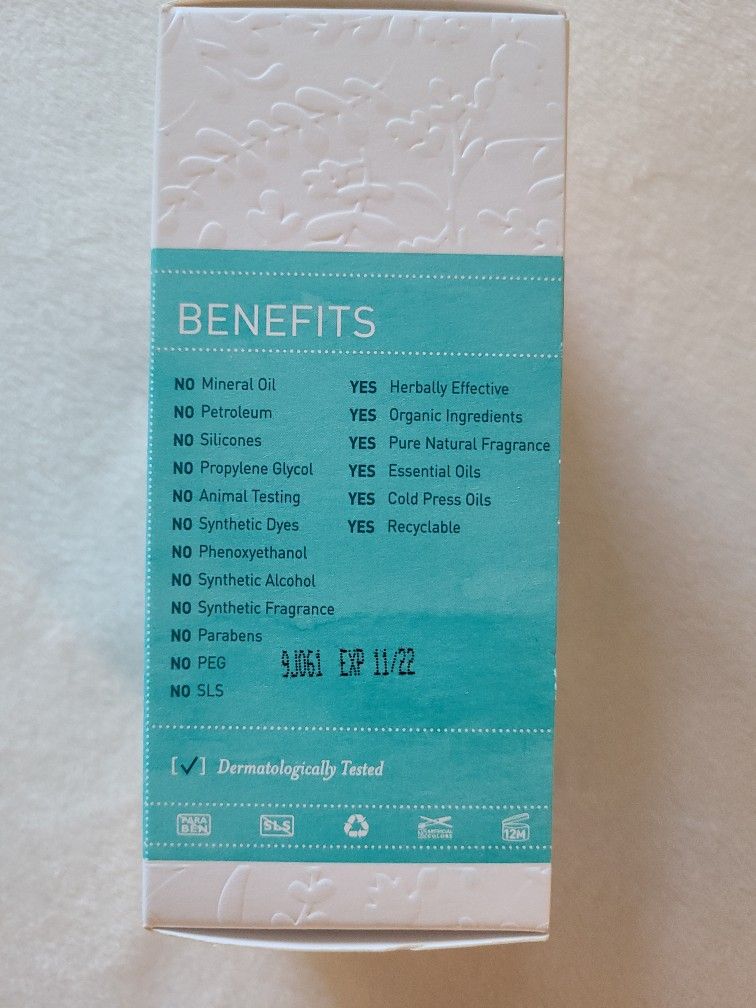 BENEFITS
NO Mineral Oil
NO Petroleum
NO Silicones
NO Propylene Glycol
NO Animal Testing
NO Synthetic Dyes
NO Phenoxyethanol
NO Synthetic Alcohol
NO Synthetic Fragrance
NO Parabens
NO PEG
NO SLS
YES Herbally Effective
YES Organic Ingredients
YES Pure Natural Fragrance
YES Essential Oils
YES Cold Press Oils
YES Recyclable
9J061 EXP 11/22
[✓] Dermatologically Tested
PARA
BEN
SLS
ARTIFICIAL
COLORS
12M